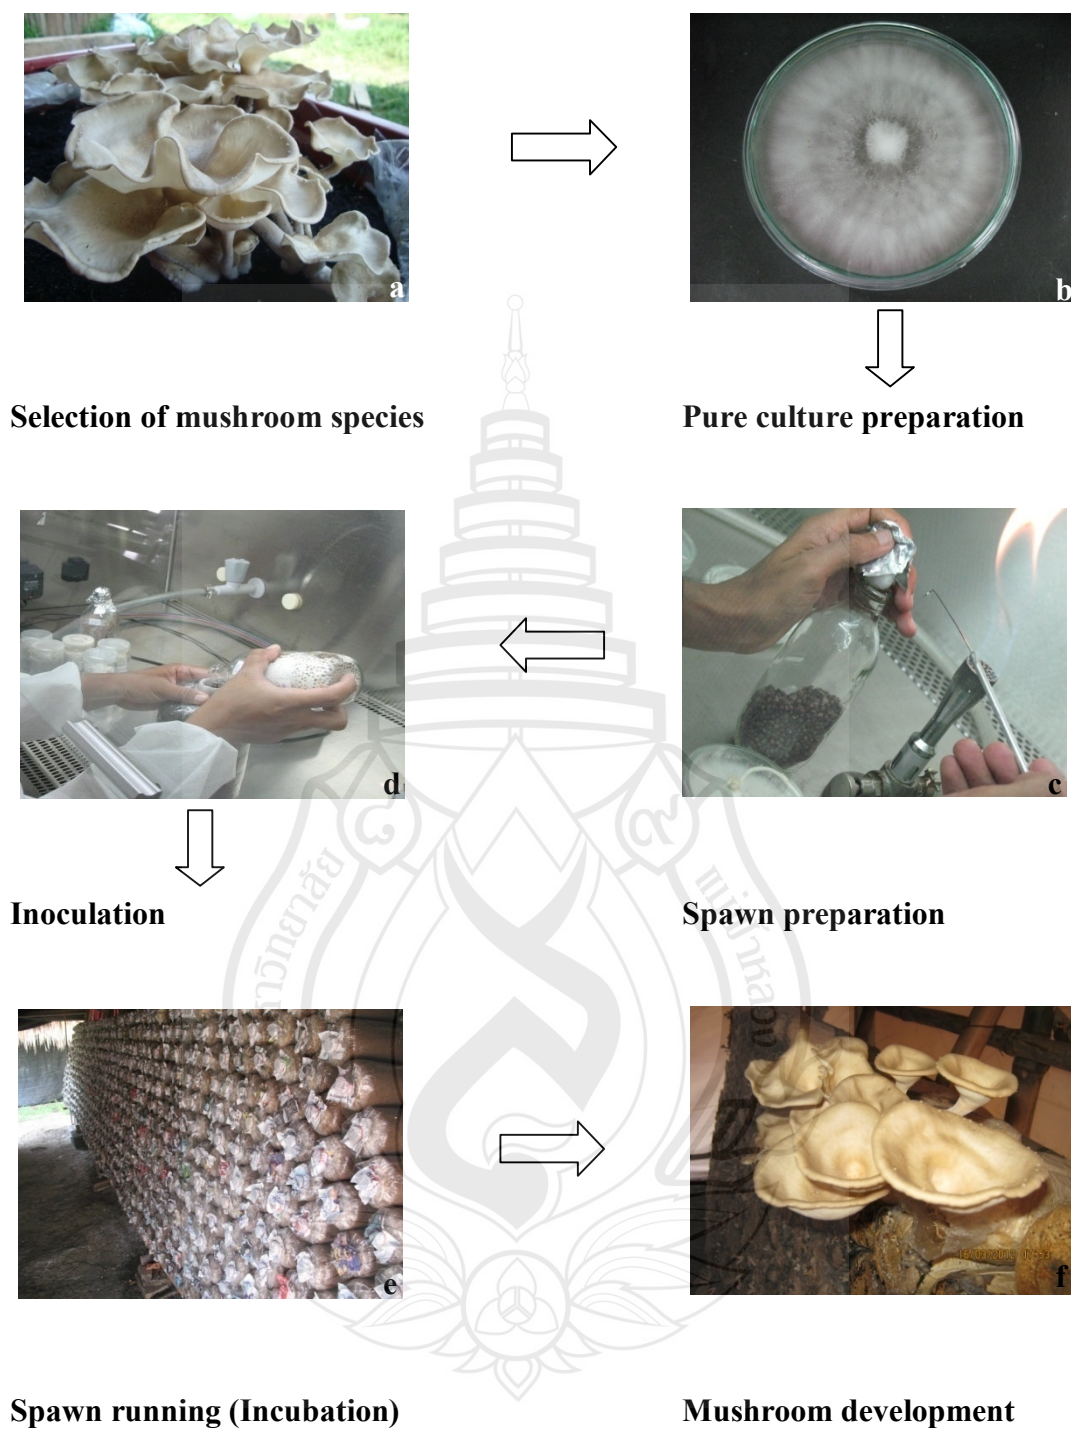 a
b
Selection of mushroom species
Pure culture preparation
d
c
Inoculation
Spawn preparation
e
f
Spawn running (Incubation)
Mushroom development